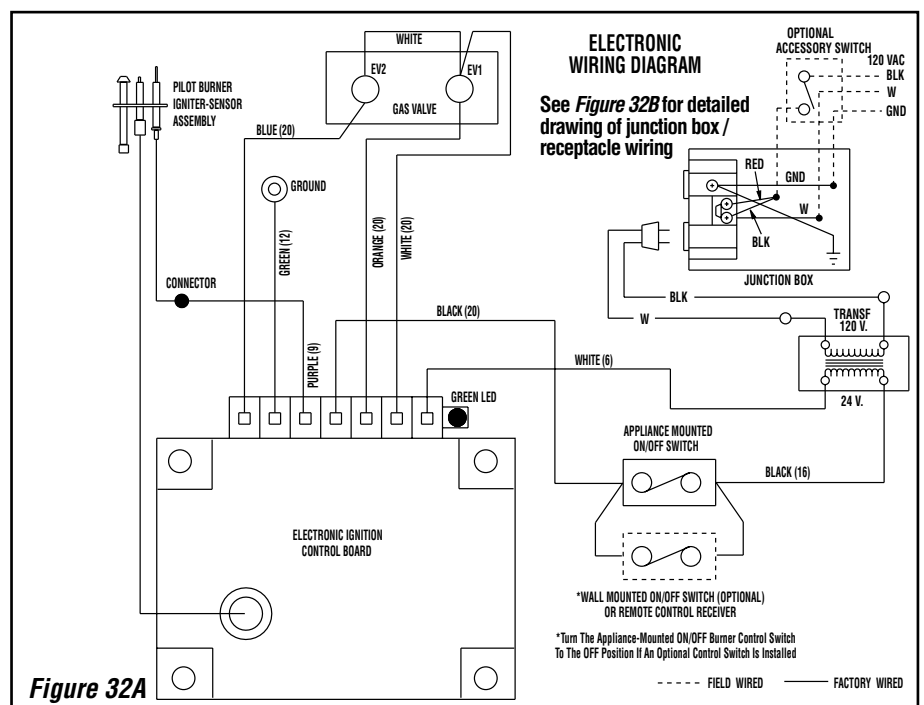 WHITE
EV2
EV1
GAS VALVE
PILOT BURNER
IGNITER-SENSOR
ASSEMBLY
BLUE (20)
GROUND
GREEN (12)
ORANGE (20)
WHITE (20)
CONNECTOR
PURPLE (9)
BLACK (20)
WHITE (6)
GREEN LED
ELECTRONIC
WIRING DIAGRAM
See Figure 32B for detailed
drawing of junction box /
receptacle wiring
OPTIONAL
ACCESSORY SWITCH
120 VAC
BLK
W
GND
RED
GND
W
BLK
JUNCTION BOX
BLK
W
TRANSF
120 V.
24 V.
APPLIANCE MOUNTED
ON/OFF SWITCH
BLACK (16)
ELECTRONIC IGNITION
CONTROL BOARD
*WALL MOUNTED ON/OFF SWITCH (OPTIONAL)
OR REMOTE CONTROL RECEIVER
*Turn The Appliance-Mounted ON/OFF Burner Control Switch
To The OFF Position If An Optional Control Switch Is Installed
Figure 32A
FIELD WIRED
FACTORY WIRED